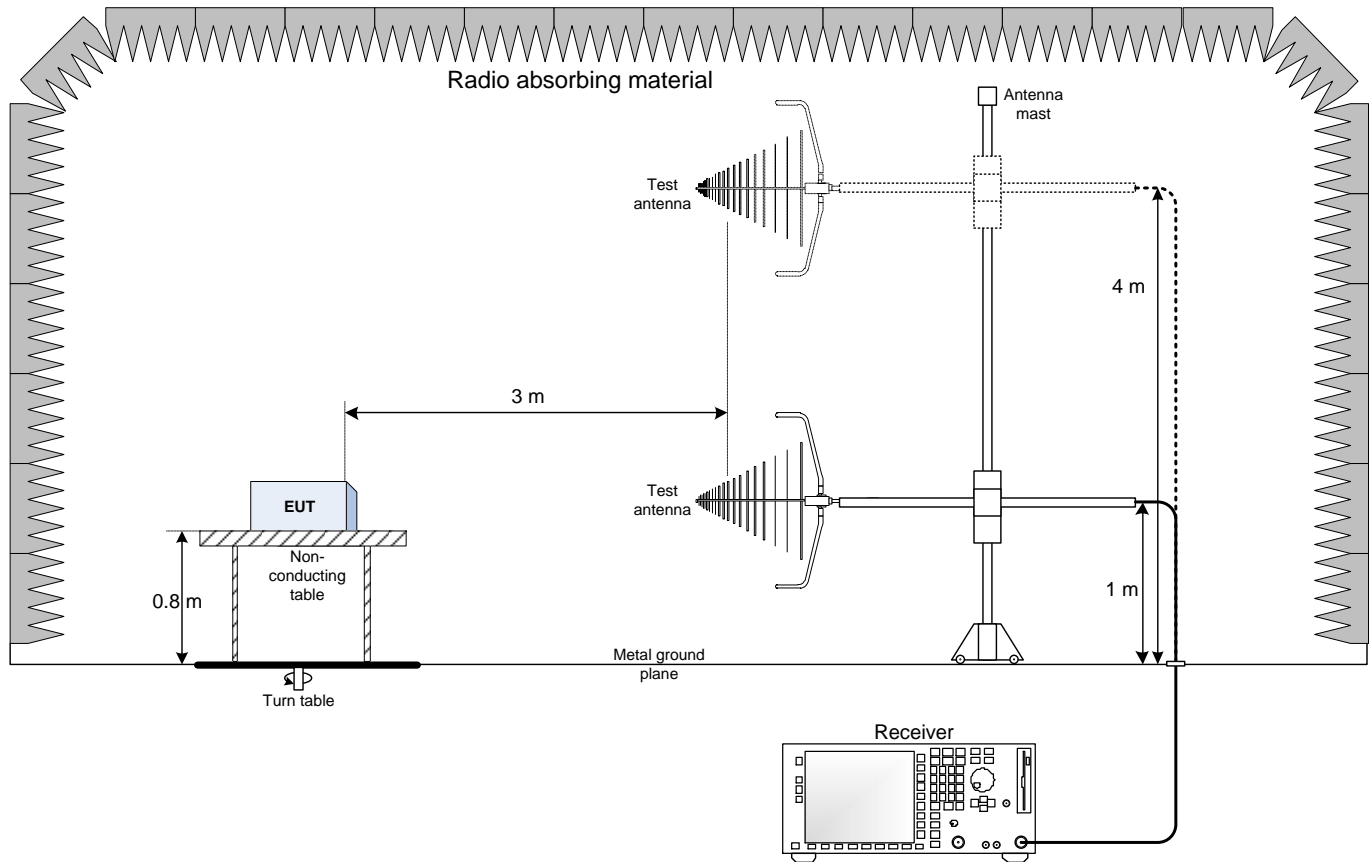 Radio absorbing material
Antenna
mast
Test
antenna
4 m
3 m
Test
antenna
EUT
Non-
conducting
table
0.8 m
1 m
Metal ground
plane
Turn table
Receiver